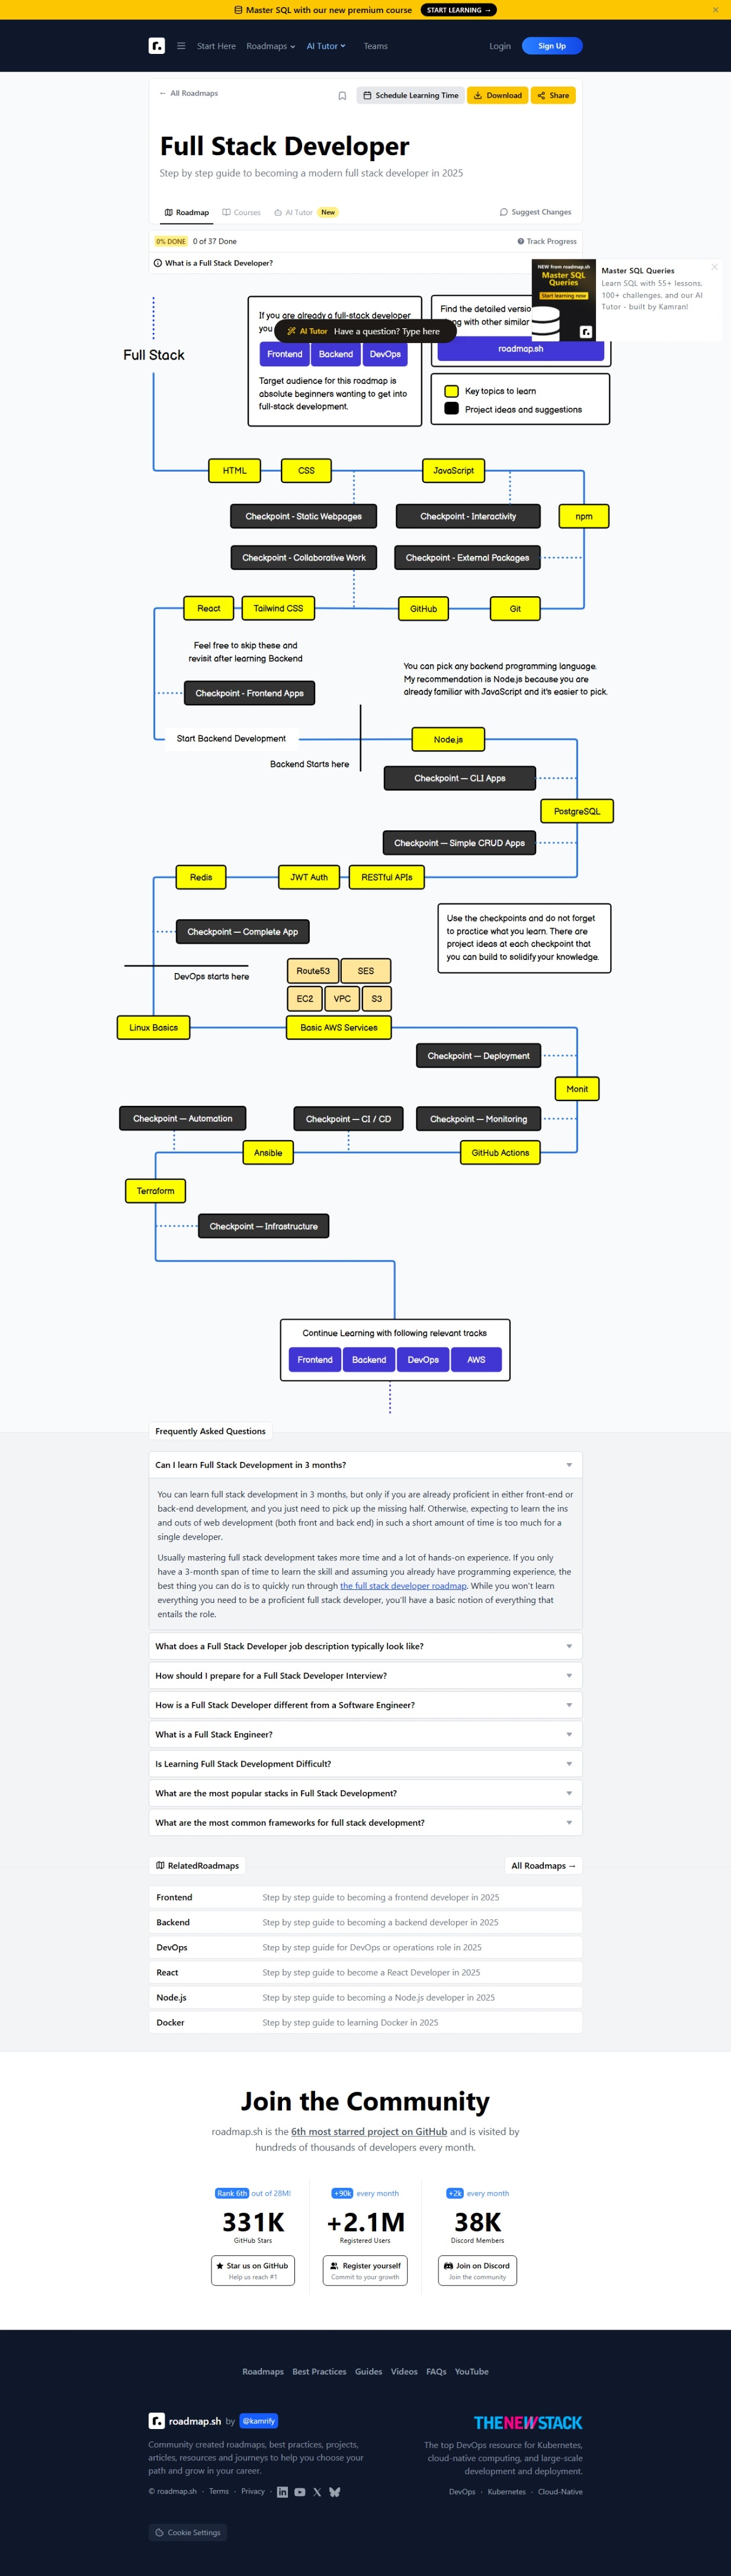 Master SQL with our new premium course START LEARNING →
Start Here Roadmaps AI Tutor Teams Login Sign Up
← All Roadmaps
Schedule Learning Time Download Share
Full Stack Developer
Step by step guide to becoming a modern full stack developer in 2025
Roadmap Courses AI Tutor New Suggest Changes
0% DONE 0 of 37 Done Track Progress
What is a Full Stack Developer?
NEW from roadmap.sh
Master SQL
Queries
Start learning now
Master SQL Queries
Learn SQL with 55+ lessons,
100+ challenges, and our AI
Tutor - built by Kamran!
Full Stack
If you are already a full-stack developer
you
AI Tutor Have a question? Type here
Frontend Backend DevOps
Target audience for this roadmap is
absolute beginners wanting to get into
full-stack development.
Find the detailed
with other similar
roadmap.sh
Key topics to learn
Project ideas and suggestions
HTML CSS JavaScript
Checkpoint - Static Webpages Checkpoint - Interactivity npm
Checkpoint - Collaborative Work Checkpoint - External Packages
React Tailwind CSS GitHub Git
Feel free to skip these and
revisit after learning Backend
You can pick any backend programming language.
My recommendation is Node.js because you are
already familiar with JavaScript and it's easier to pick.
Checkpoint - Frontend Apps
Start Backend Development Node.js
Backend Starts here
Checkpoint — CLI Apps
PostgreSQL
Checkpoint — Simple CRUD Apps
Redis JWT Auth RESTful APIs
Checkpoint — Complete App
Use the checkpoints and do not forget
to practice what you learn. There are
project ideas at each checkpoint that
you can build to solidify your knowledge.
DevOps starts here
Route53 SES
EC2 VPC S3
Linux Basics Basic AWS Services
Checkpoint — Deployment
Monit
Checkpoint — Automation Checkpoint — CI / CD Checkpoint — Monitoring
Ansible GitHub Actions
Terraform
Checkpoint — Infrastructure
Continue Learning with following relevant tracks
Frontend Backend DevOps AWS
Frequently Asked Questions
Can I learn Full Stack Development in 3 months?
You can learn full stack development in 3 months, but only if you are already proficient in either front-end or
back-end development, and you just need to pick up the missing half. Otherwise, expecting to learn the ins
and outs of web development (both front and back end) in such a short amount of time is too much for a
single developer.
Usually mastering full stack development takes more time and a lot of hands-on experience. If you only
have a 3-month span of time to learn the skill and assuming you already have programming experience, the
best thing you can do is to quickly run through the full stack developer roadmap. While you won't learn
everything you need to be a proficient full stack developer, you'll have a basic notion of everything that
entails the role.
What does a Full Stack Developer job description typically look like?
How should I prepare for a Full Stack Developer Interview?
How is a Full Stack Developer different from a Software Engineer?
What is a Full Stack Engineer?
Is Learning Full Stack Development Difficult?
What are the most popular stacks in Full Stack Development?
What are the most common frameworks for full stack development?
RelatedRoadmaps All Roadmaps →
Frontend Step by step guide to becoming a frontend developer in 2025
Backend Step by step guide to becoming a backend developer in 2025
DevOps Step by step guide for DevOps or operations role in 2025
React Step by step guide to become a React Developer in 2025
Node.js Step by step guide to becoming a Node.js developer in 2025
Docker Step by step guide to learning Docker in 2025
Join the Community
roadmap.sh is the 6th most starred project on GitHub and is visited by
hundreds of thousands of developers every month.
Rank 6th out of 28M! +90k every month +2k every month
331K +2.1M 38K
GitHub Stars Registered Users Discord Members
Star us on GitHub Register yourself Join on Discord
Help us reach #1 Commit to your growth Join the community
Roadmaps Best Practices Guides Videos FAQs YouTube
roadmap.sh by @kamrify
Community created roadmaps, best practices, projects,
articles, resources and journeys to help you choose your
path and grow in your career.
© roadmap.sh · Terms · Privacy ·
THENEWSTACK
The top DevOps resource for Kubernetes,
cloud-native computing, and large-scale
development and deployment.
DevOps · Kubernetes · Cloud-Native
Cookie Settings